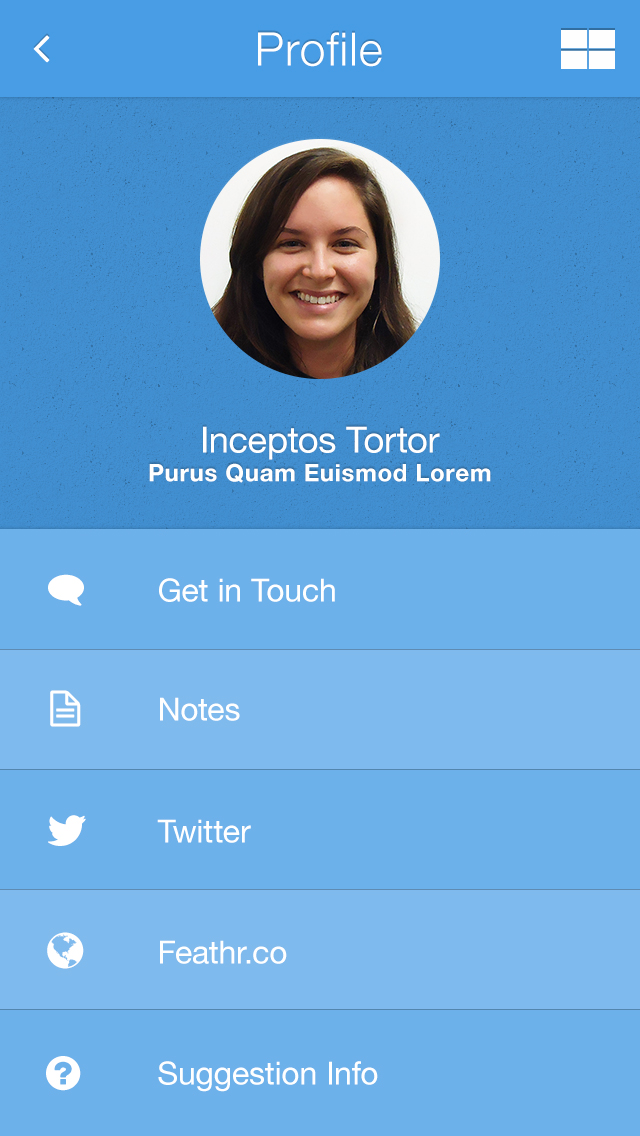 Profile
Inceptos Tortor
Purus Quam Euismod Lorem
Get in Touch
Notes
Twitter
Feathr.co
Suggestion Info